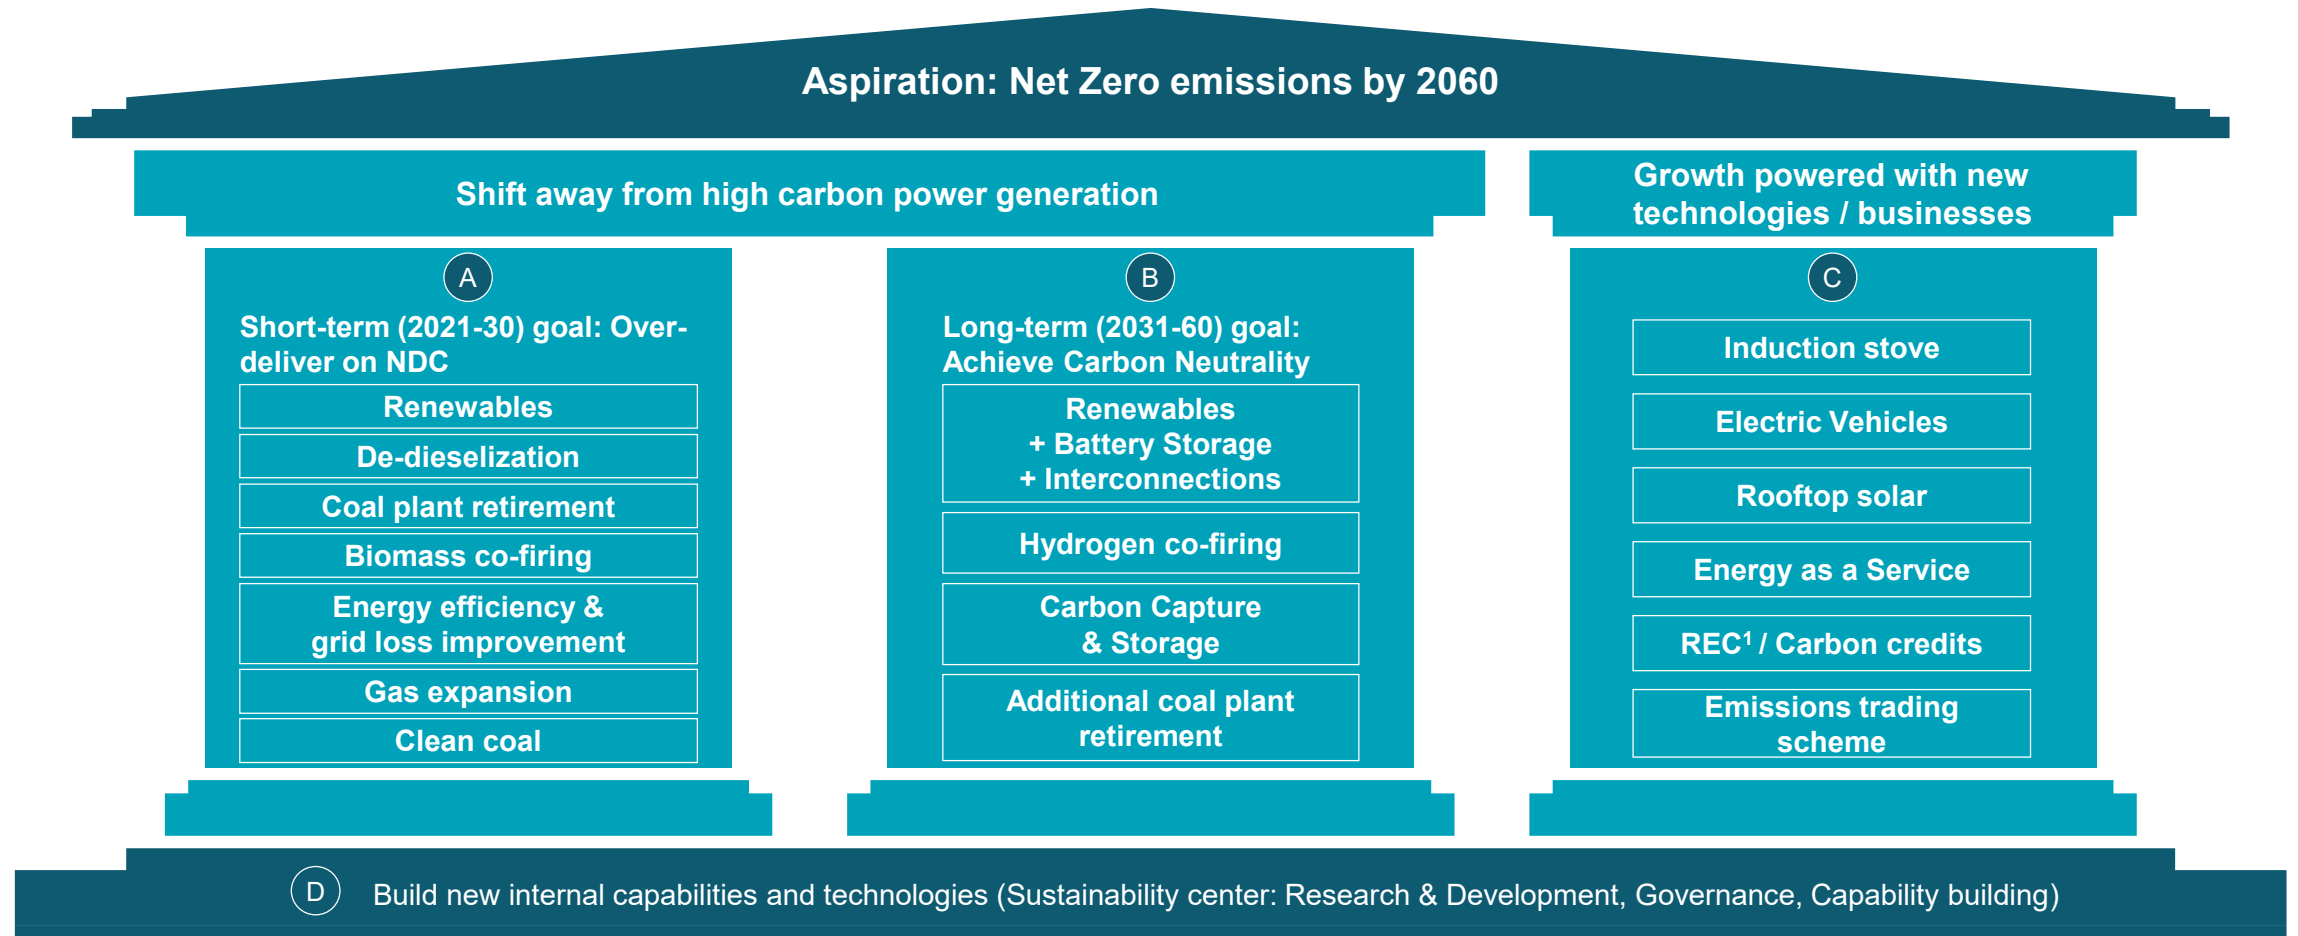 Aspiration: Net Zero emissions by 2060
Shift away from high carbon power generation
Growth powered with new
technologies / businesses
A
Short-term (2021-30) goal: Over-
deliver on NDC
Renewables
De-dieselization
Coal plant retirement
Biomass co-firing
Energy efficiency &
grid loss improvement
Gas expansion
Clean coal
B
Long-term (2031-60) goal:
Achieve Carbon Neutrality
Renewables
+ Battery Storage
+ Interconnections
Hydrogen co-firing
Carbon Capture
& Storage
Additional coal plant
retirement
C
Induction stove
Electric Vehicles
Rooftop solar
Energy as a Service
REC¹ / Carbon credits
Emissions trading
scheme
D
Build new internal capabilities and technologies (Sustainability center: Research & Development, Governance, Capability building)